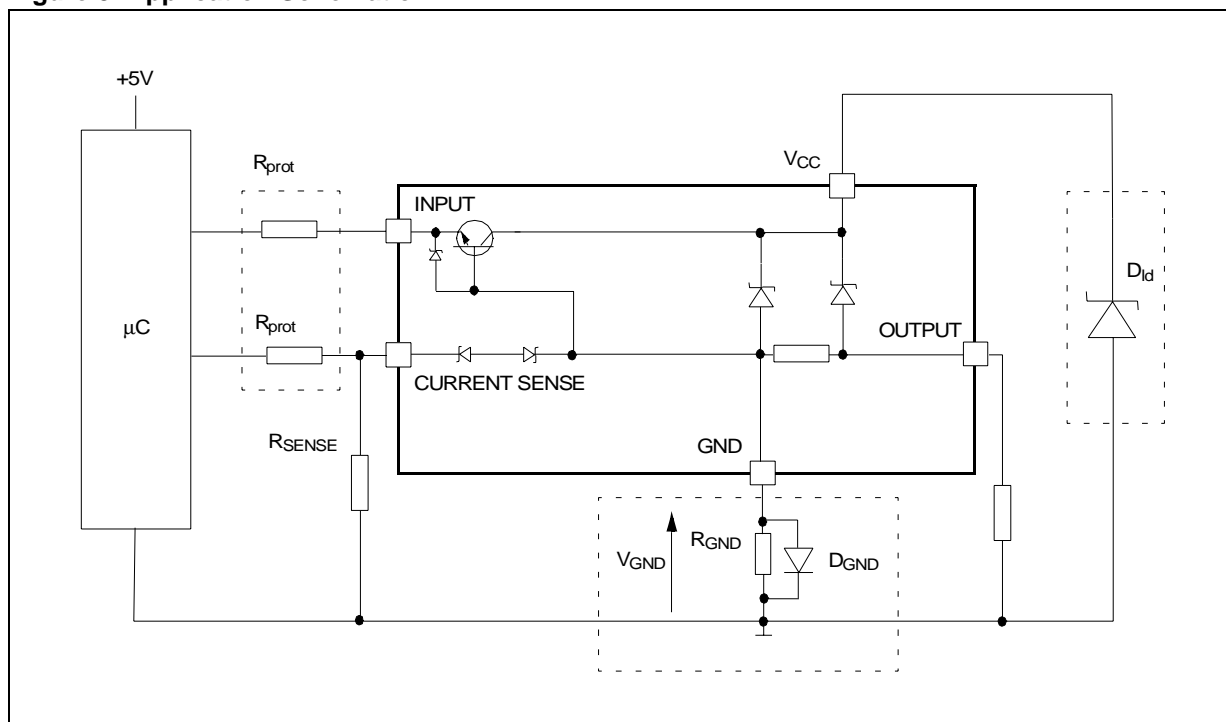 +5V
Rprot
VCC
INPUT
Dld
µC
Rprot
OUTPUT
CURRENT SENSE
RSENSE
GND
RGND
VGND
DGND